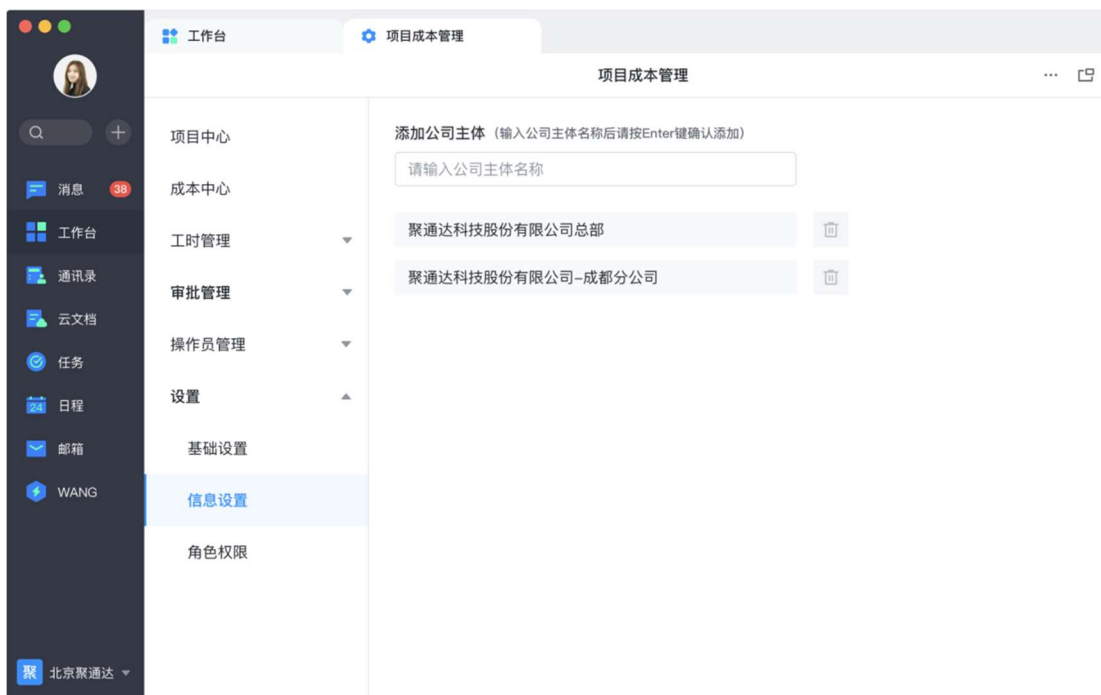 工作台
项目成本管理
项目成本管理
消息 38
工作台
通讯录
云文档
任务
24 日程
邮箱
WANG
聚 北京聚通达
项目中心
成本中心
工时管理
审批管理
操作员管理
设置
基础设置
信息设置
角色权限
添加公司主体（输入公司主体名称后请按Enter键确认添加）
请输入公司主体名称
聚通达科技股份有限公司总部
聚通达科技股份有限公司-成都分公司